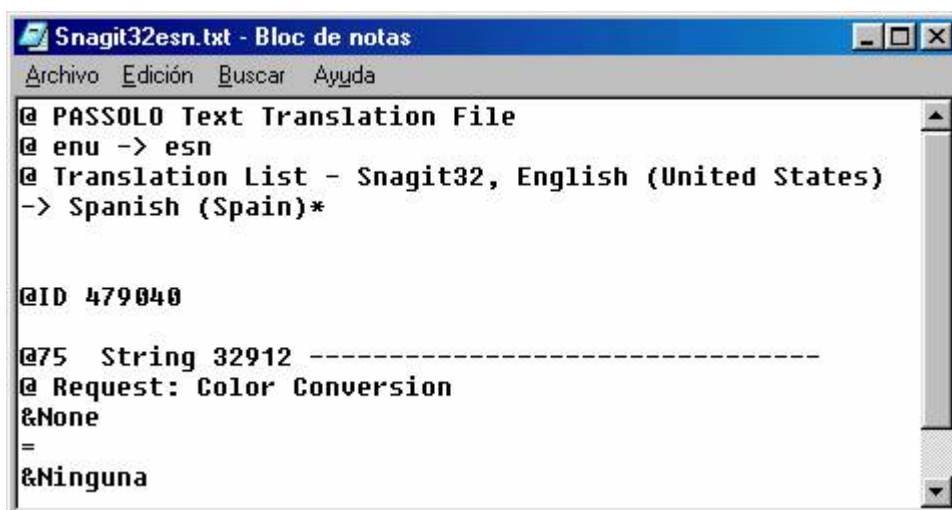 Snagit32esn.txt - Bloc de notas
Archivo Edición Buscar Ayuda
@ PASSOLO Text Translation File
@ enu -> esn
@ Translation List - Snagit32, English (United States)
-> Spanish (Spain)*
@ID 479040
@75  String 32912 --------------------------------
@ Request: Color Conversion
&None
=
&Ninguna